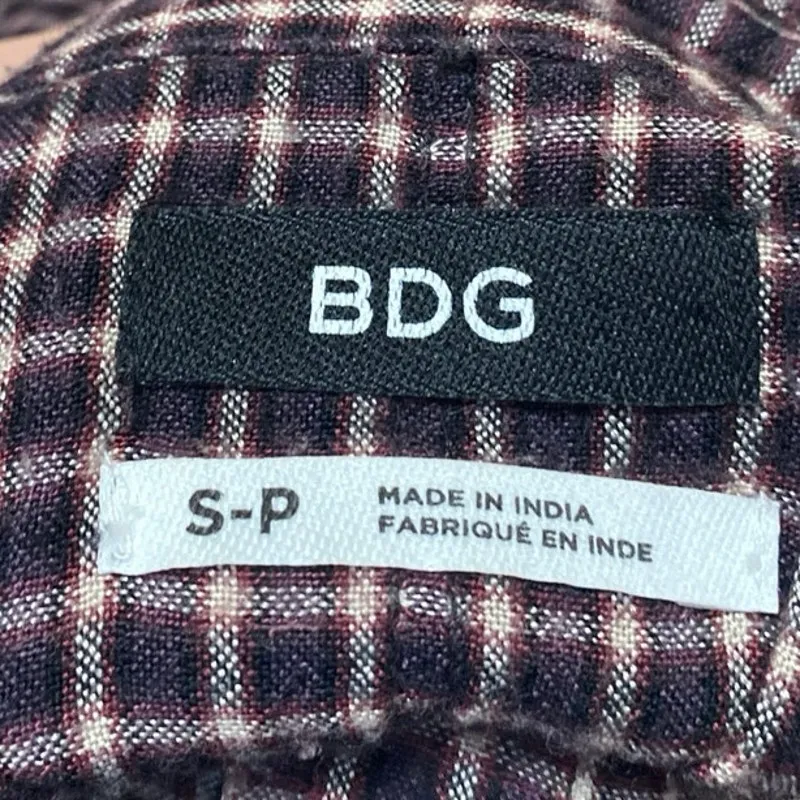 BDG
S-P
MADE IN INDIA
FABRIQUÉ EN INDE